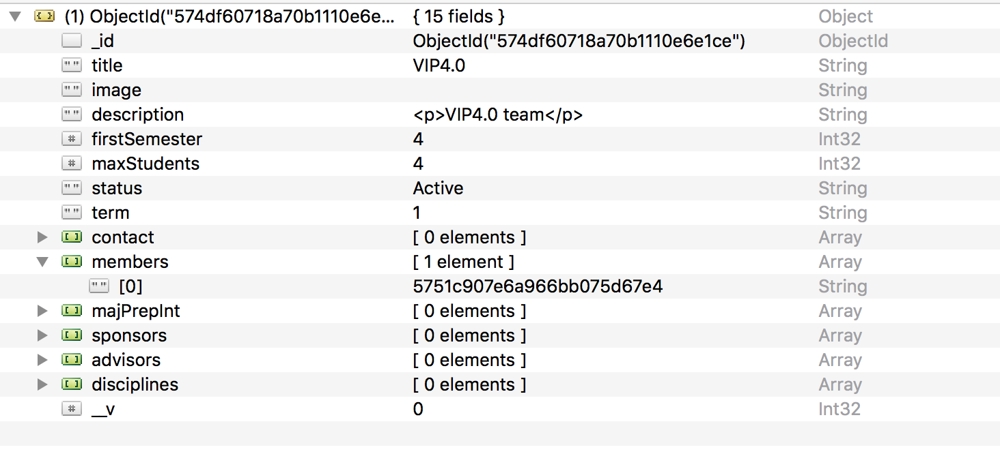 (1) ObjectId("574df60718a70b1110e6e... { 15 fields } Object
_id ObjectId("574df60718a70b1110e6e1ce") ObjectId
"" title VIP4.0 String
"" image String
"" description <p>VIP4.0 team</p> String
# firstSemester 4 Int32
# maxStudents 4 Int32
"" status Active String
"" term 1 String
[ ] contact [ 0 elements ] Array
[ ] members [ 1 element ] Array
"" [0] 5751c907e6a966bb075d67e4 String
[ ] majPrepInt [ 0 elements ] Array
[ ] sponsors [ 0 elements ] Array
[ ] advisors [ 0 elements ] Array
[ ] disciplines [ 0 elements ] Array
# __v 0 Int32